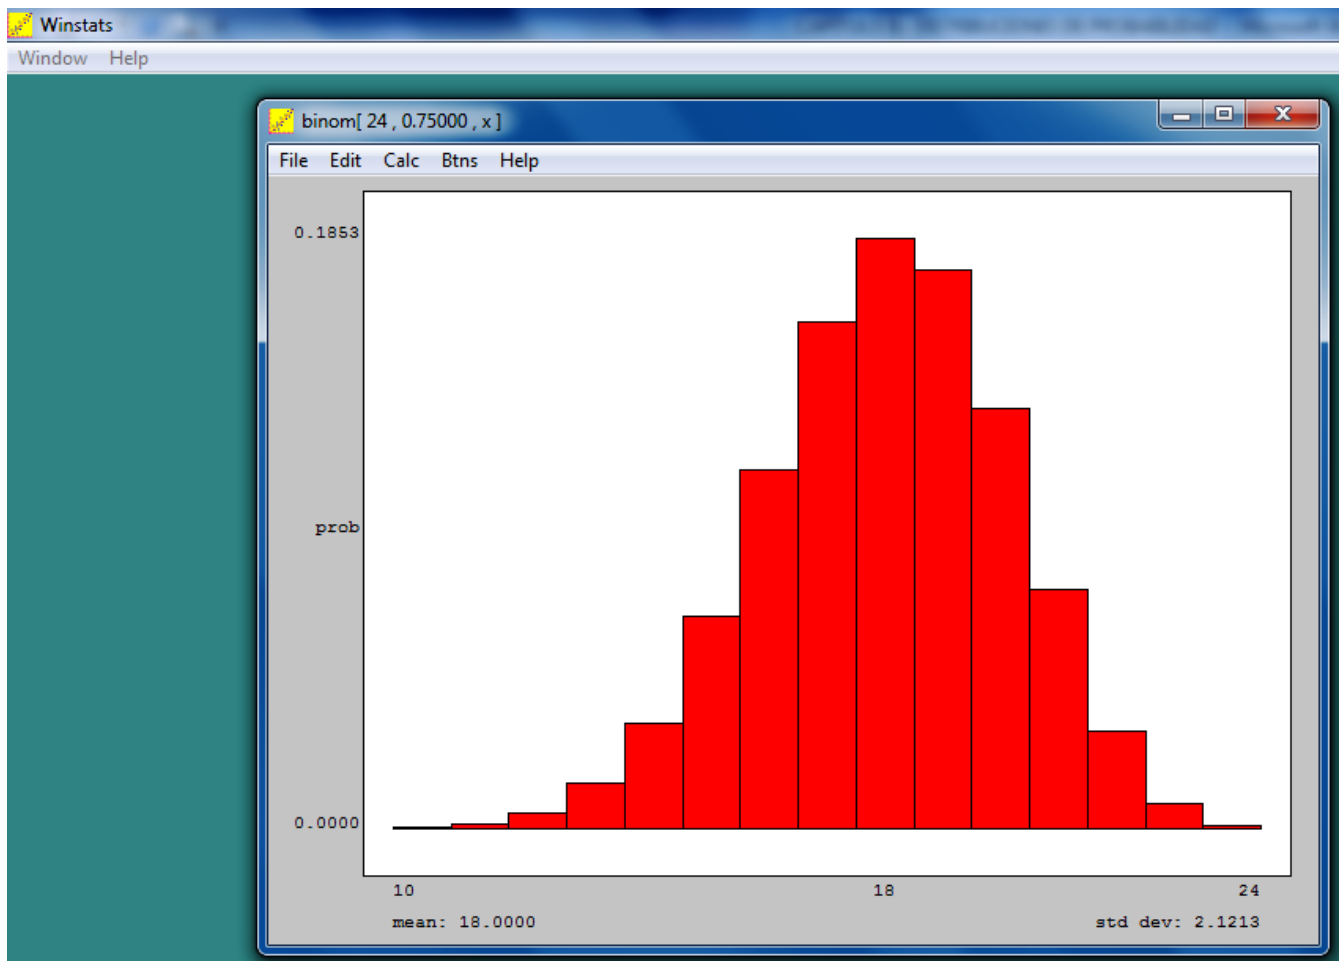 Winstats
Window Help
binom[ 24 , 0.75000 , x ]
File Edit Calc Btns Help
0.1853
prob
0.0000
10 18 24
mean: 18.0000 std dev: 2.1213